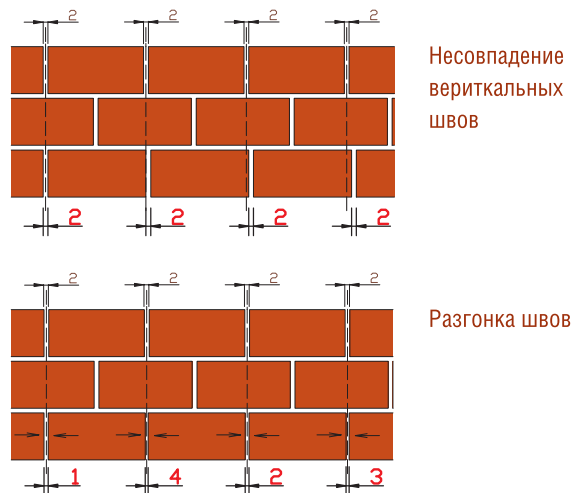 2 2 2 2
Несовпадение
вериткальных
швов
2 2 2 2
2 2 2 2
Разгонка швов
1 4 2 3